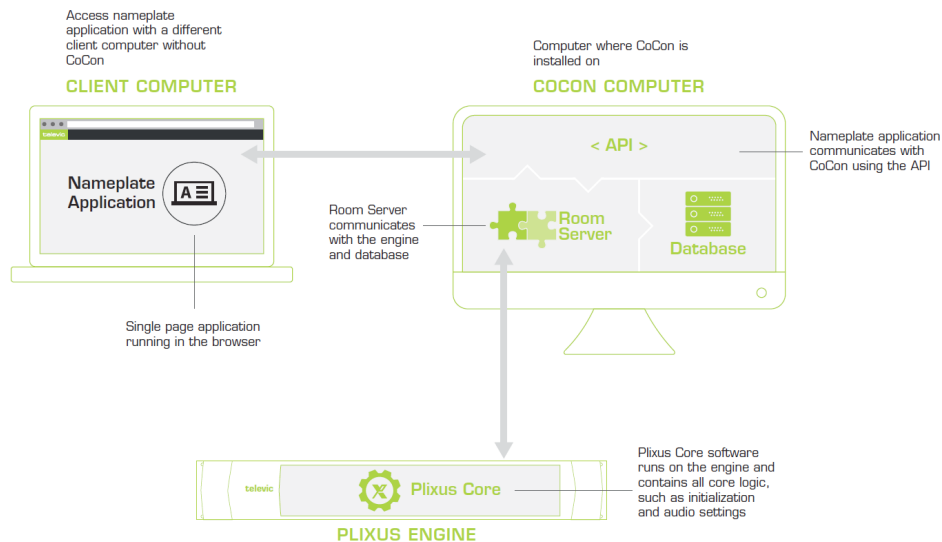 Access nameplate
application with a different
client computer without
CoCon
CLIENT COMPUTER
Computer where CoCon is
installed on
COCON COMPUTER
televic
Nameplate
Application
A
< API >
Nameplate application
communicates with
CoCon using the API
Room Server
communicates
with the engine
and database
Room
Server
Database
Single page application
running in the browser
televic
Plixus Core
Plixus Core software
runs on the engine and
contains all core logic,
such as initialization
and audio settings
PLIXUS ENGINE